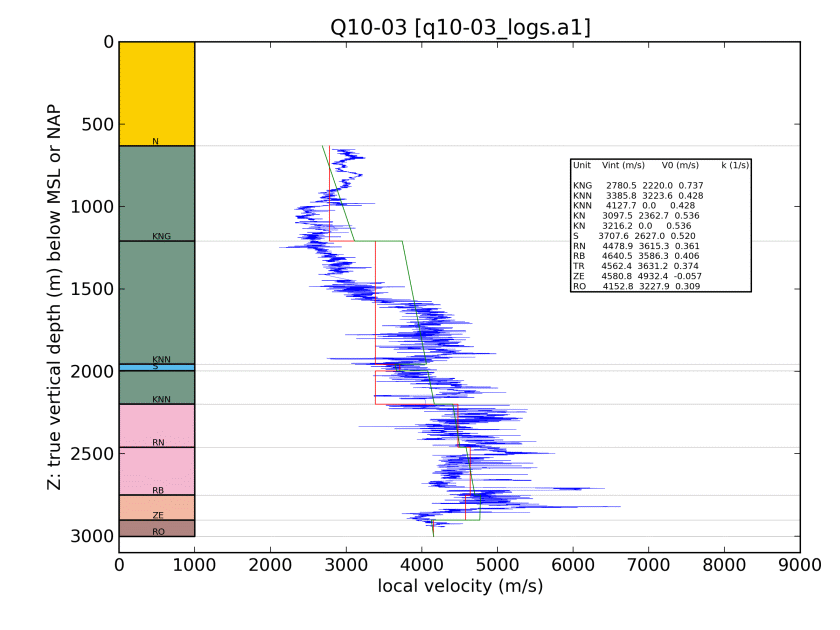 Q10-03 [q10-03_logs.a1]
0
500
1000
1500
2000
2500
3000
Z: true vertical depth (m) below MSL or NAP
N
KNG
KNN
S
KNN
RN
RB
ZE
RO
Unit Vint (m/s) V0 (m/s) k (1/s)
KNG 2780.5 2220.0 0.737
KNN 3385.8 3223.6 0.428
KNN 4127.7 0.0 0.428
KN 3097.5 2362.7 0.536
KN 3216.2 0.0 0.536
S 3707.6 2627.0 0.520
RN 4478.9 3615.3 0.361
RB 4640.5 3586.3 0.406
TR 4562.4 3631.2 0.374
ZE 4580.8 4932.4 -0.057
RO 4152.8 3227.9 0.309
0 1000 2000 3000 4000 5000 6000 7000 8000 9000
local velocity (m/s)